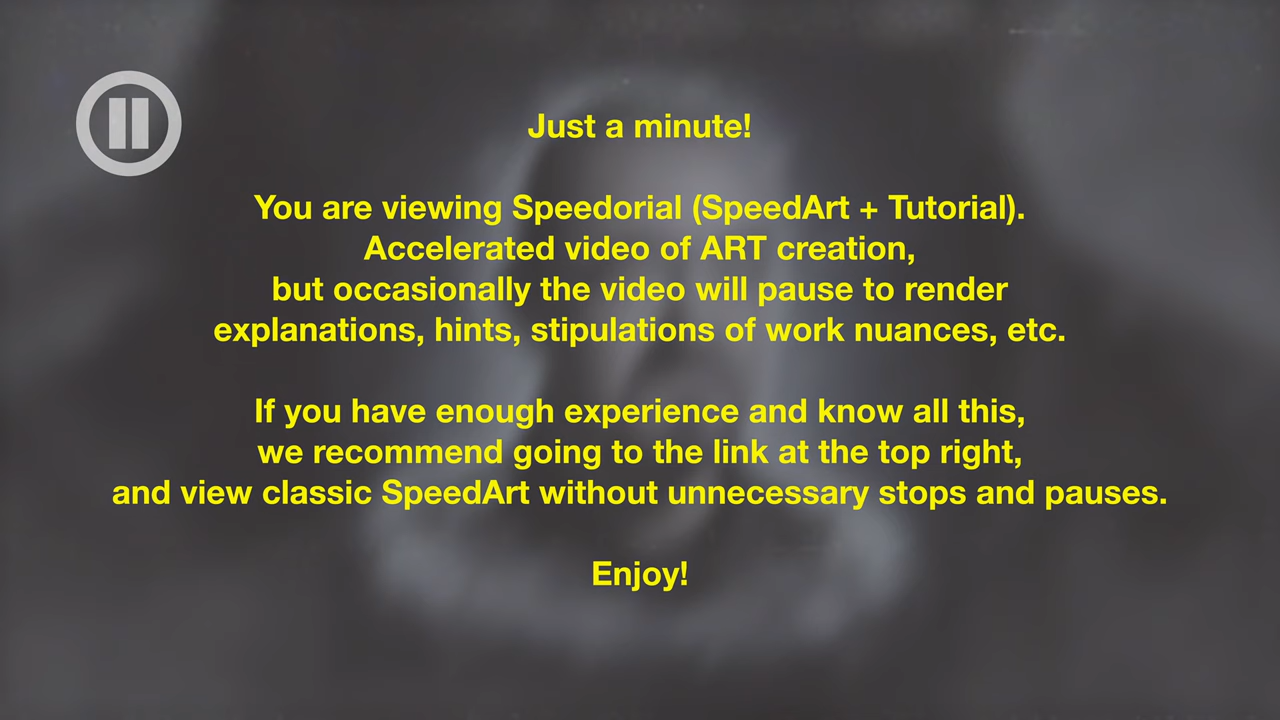 Just a minute!
You are viewing Speedorial (SpeedArt + Tutorial).
Accelerated video of ART creation,
but occasionally the video will pause to render
explanations, hints, stipulations of work nuances, etc.
If you have enough experience and know all this,
we recommend going to the link at the top right,
and view classic SpeedArt without unnecessary stops and pauses.
Enjoy!